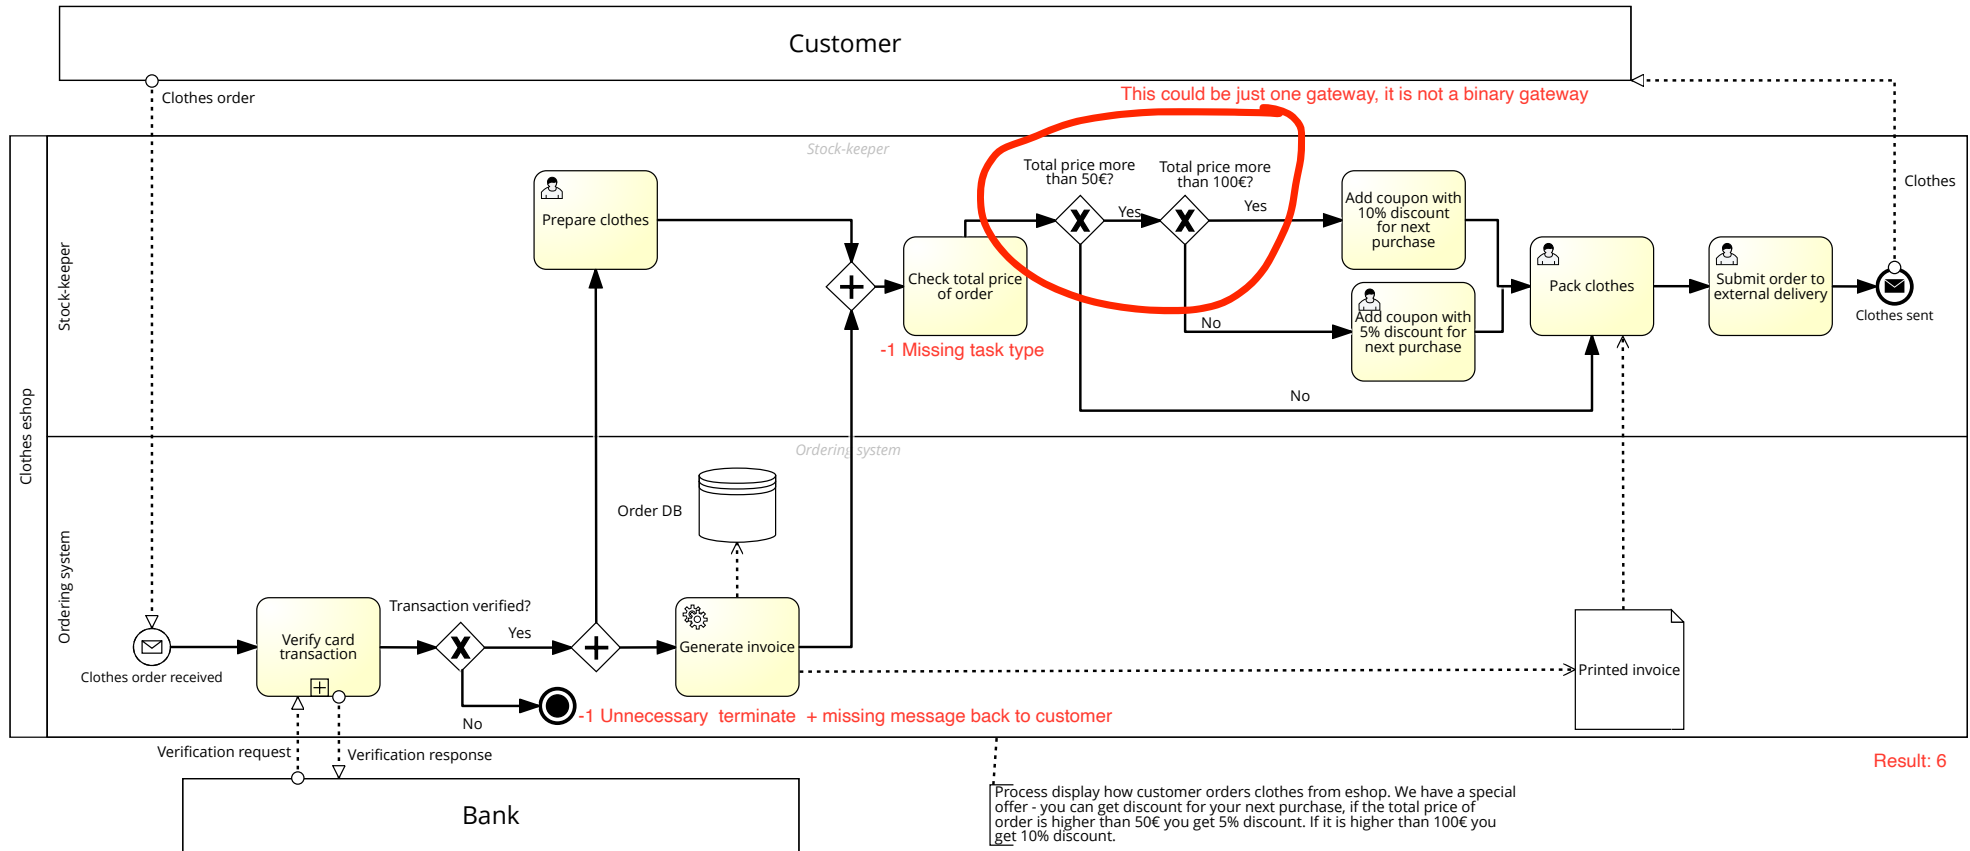 Customer
Clothes order
This could be just one gateway, it is not a binary gateway
Clothes eshop
Stock-keeper
Stock-keeper
Prepare clothes
Check total price
of order
-1 Missing task type
Total price more
than 50€?
Yes
Total price more
than 100€?
Yes
No
No
Add coupon with
10% discount
for next
purchase
Add coupon with
5% discount for
next purchase
Pack clothes
Submit order to
external delivery
Clothes sent
Clothes
Ordering system
Ordering system
Clothes order received
Verify card
transaction
Transaction verified?
Yes
No
-1 Unnecessary  terminate  + missing message back to customer
Order DB
Generate invoice
Printed invoice
Verification request
Verification response
Result: 6
Bank
Process display how customer orders clothes from eshop. We have a special
offer - you can get discount for your next purchase, if the total price of
order is higher than 50€ you get 5% discount. If it is higher than 100€ you
get 10% discount.